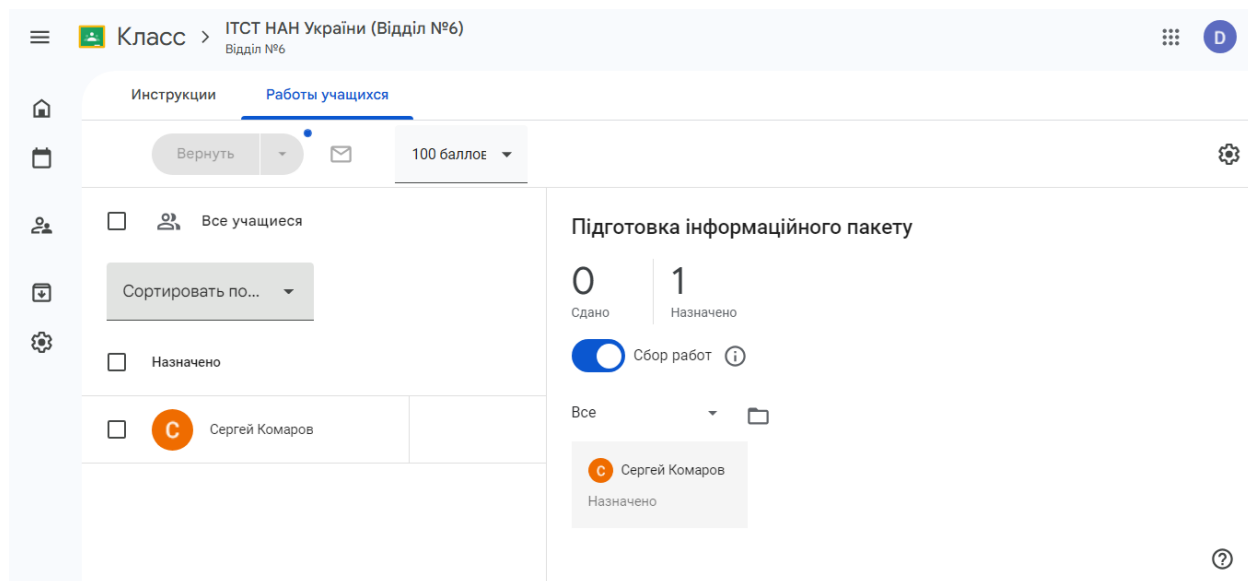 Класс > ІТСТ НАН України (Відділ №6)
Відділ №6
D
Инструкции
Работы учащихся
Вернуть
100 баллов
Все учащиеся
Сортировать по...
Назначено
С Сергей Комаров
Підготовка інформаційного пакету
0 1
Сдано Назначено
Сбор работ
Все
С Сергей Комаров
Назначено